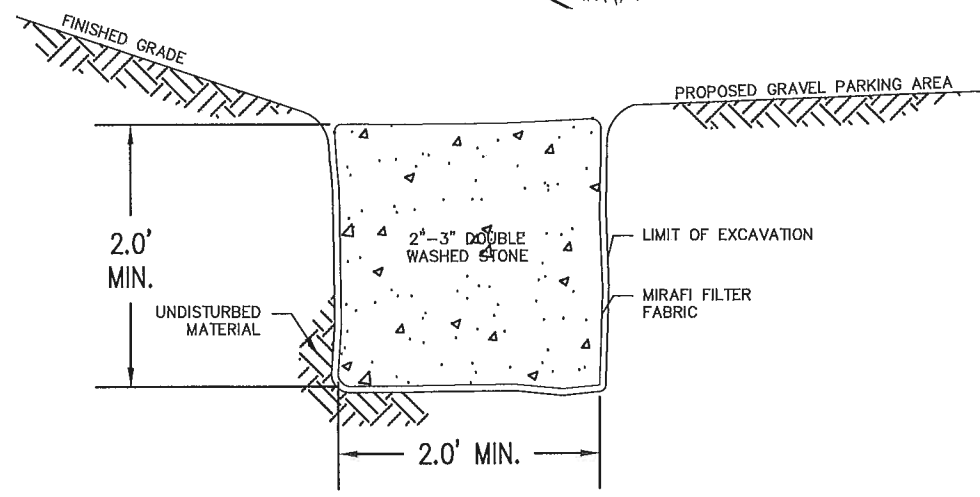 FINISHED GRADE
PROPOSED GRAVEL PARKING AREA
2.0'
MIN.
2"-3" DOUBLE
WASHED STONE
LIMIT OF EXCAVATION
MIRAFI FILTER
FABRIC
UNDISTURBED
MATERIAL
2.0' MIN.